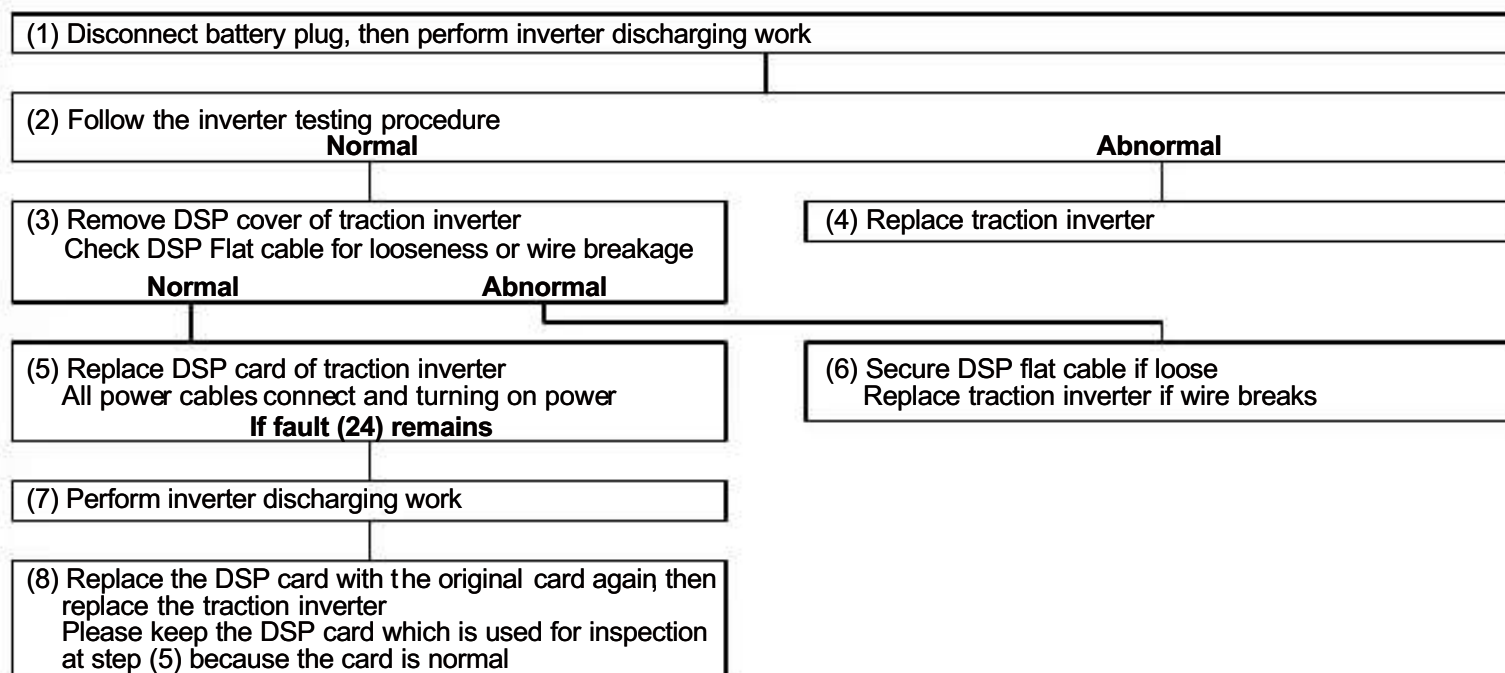 (1) Disconnect battery plug, then perform inverter discharging work
(2) Follow the inverter testing procedure
Normal
Abnormal
(3) Remove DSP cover of traction inverter
Check DSP Flat cable for looseness or wire breakage
Normal
Abnormal
(4) Replace traction inverter
(5) Replace DSP card of traction inverter
All power cables connect and turning on power
If fault (24) remains
(6) Secure DSP flat cable if loose
Replace traction inverter if wire breaks
(7) Perform inverter discharging work
(8) Replace the DSP card with the original card again, then
replace the traction inverter
Please keep the DSP card which is used for inspection
at step (5) because the card is normal